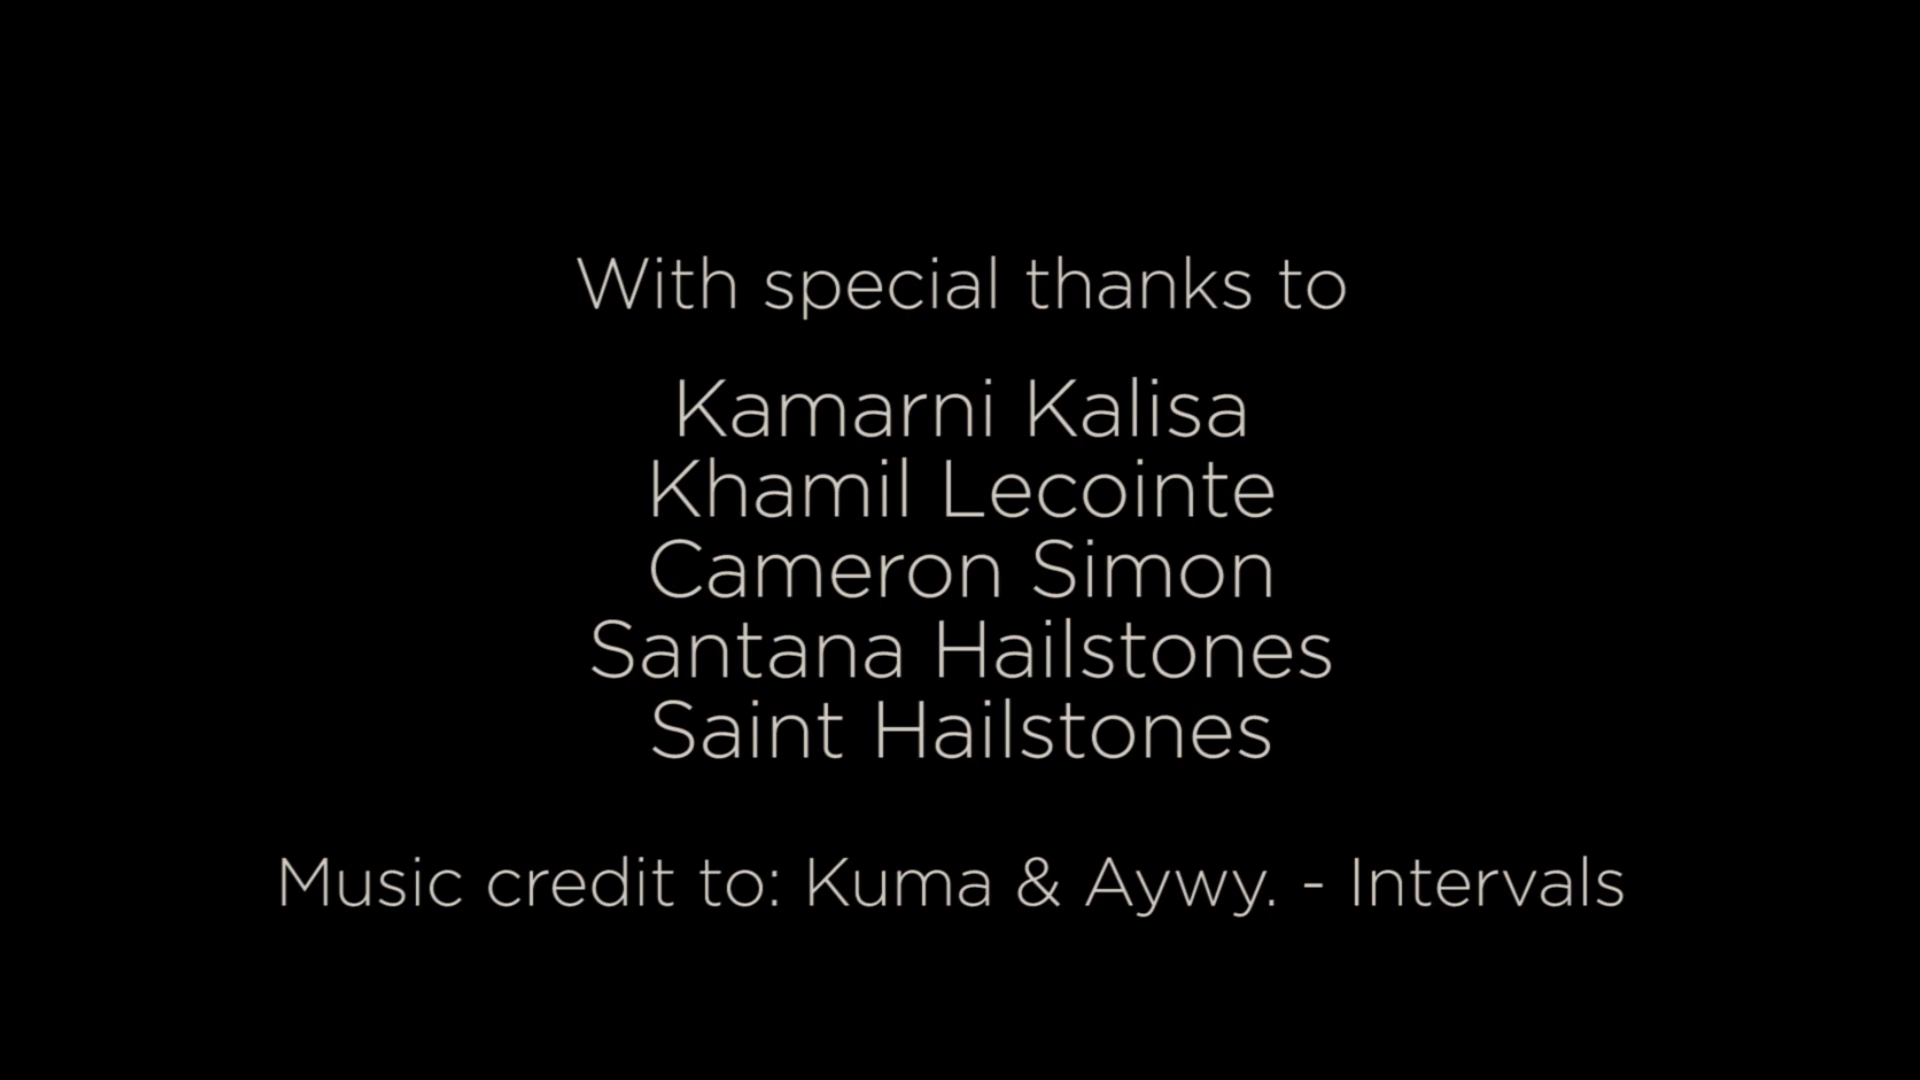 With special thanks to
Kamarni Kalisa
Khamil Lecointe
Cameron Simon
Santana Hailstones
Saint Hailstones
Music credit to: Kuma & Aywy. - Intervals